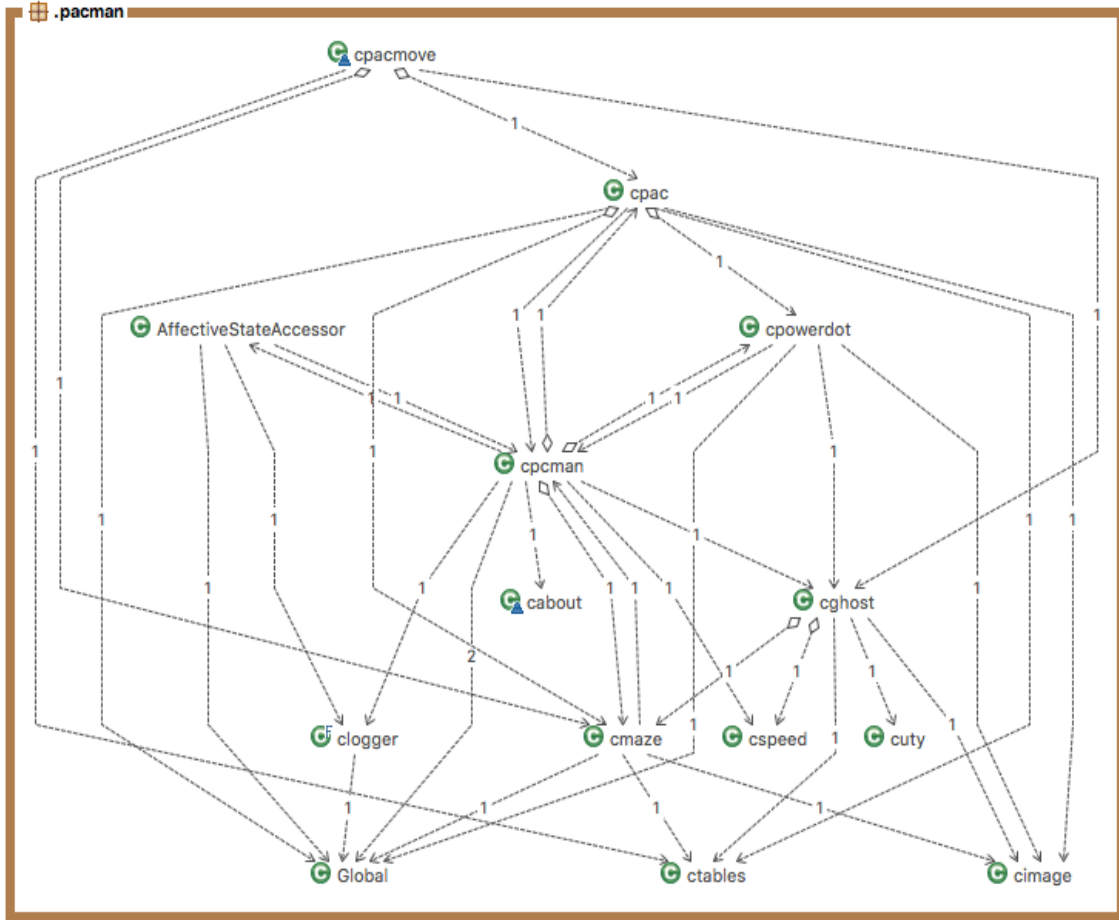 .pacman
C cpacmove
1
C cpac
1
1 1 1
C AffectiveStateAccessor
C cpowerdot
1 1 1 1 1
1 1 1
C cpcman
1 1 1 1 1
1 1
1 1 1 1 1 1
C cabout
C cghost
2
1 1 1
C F clogger
C cmaze
C cspeed
C cuty
1 1 1
1 1 1 1
C Global
C ctables
C cimage